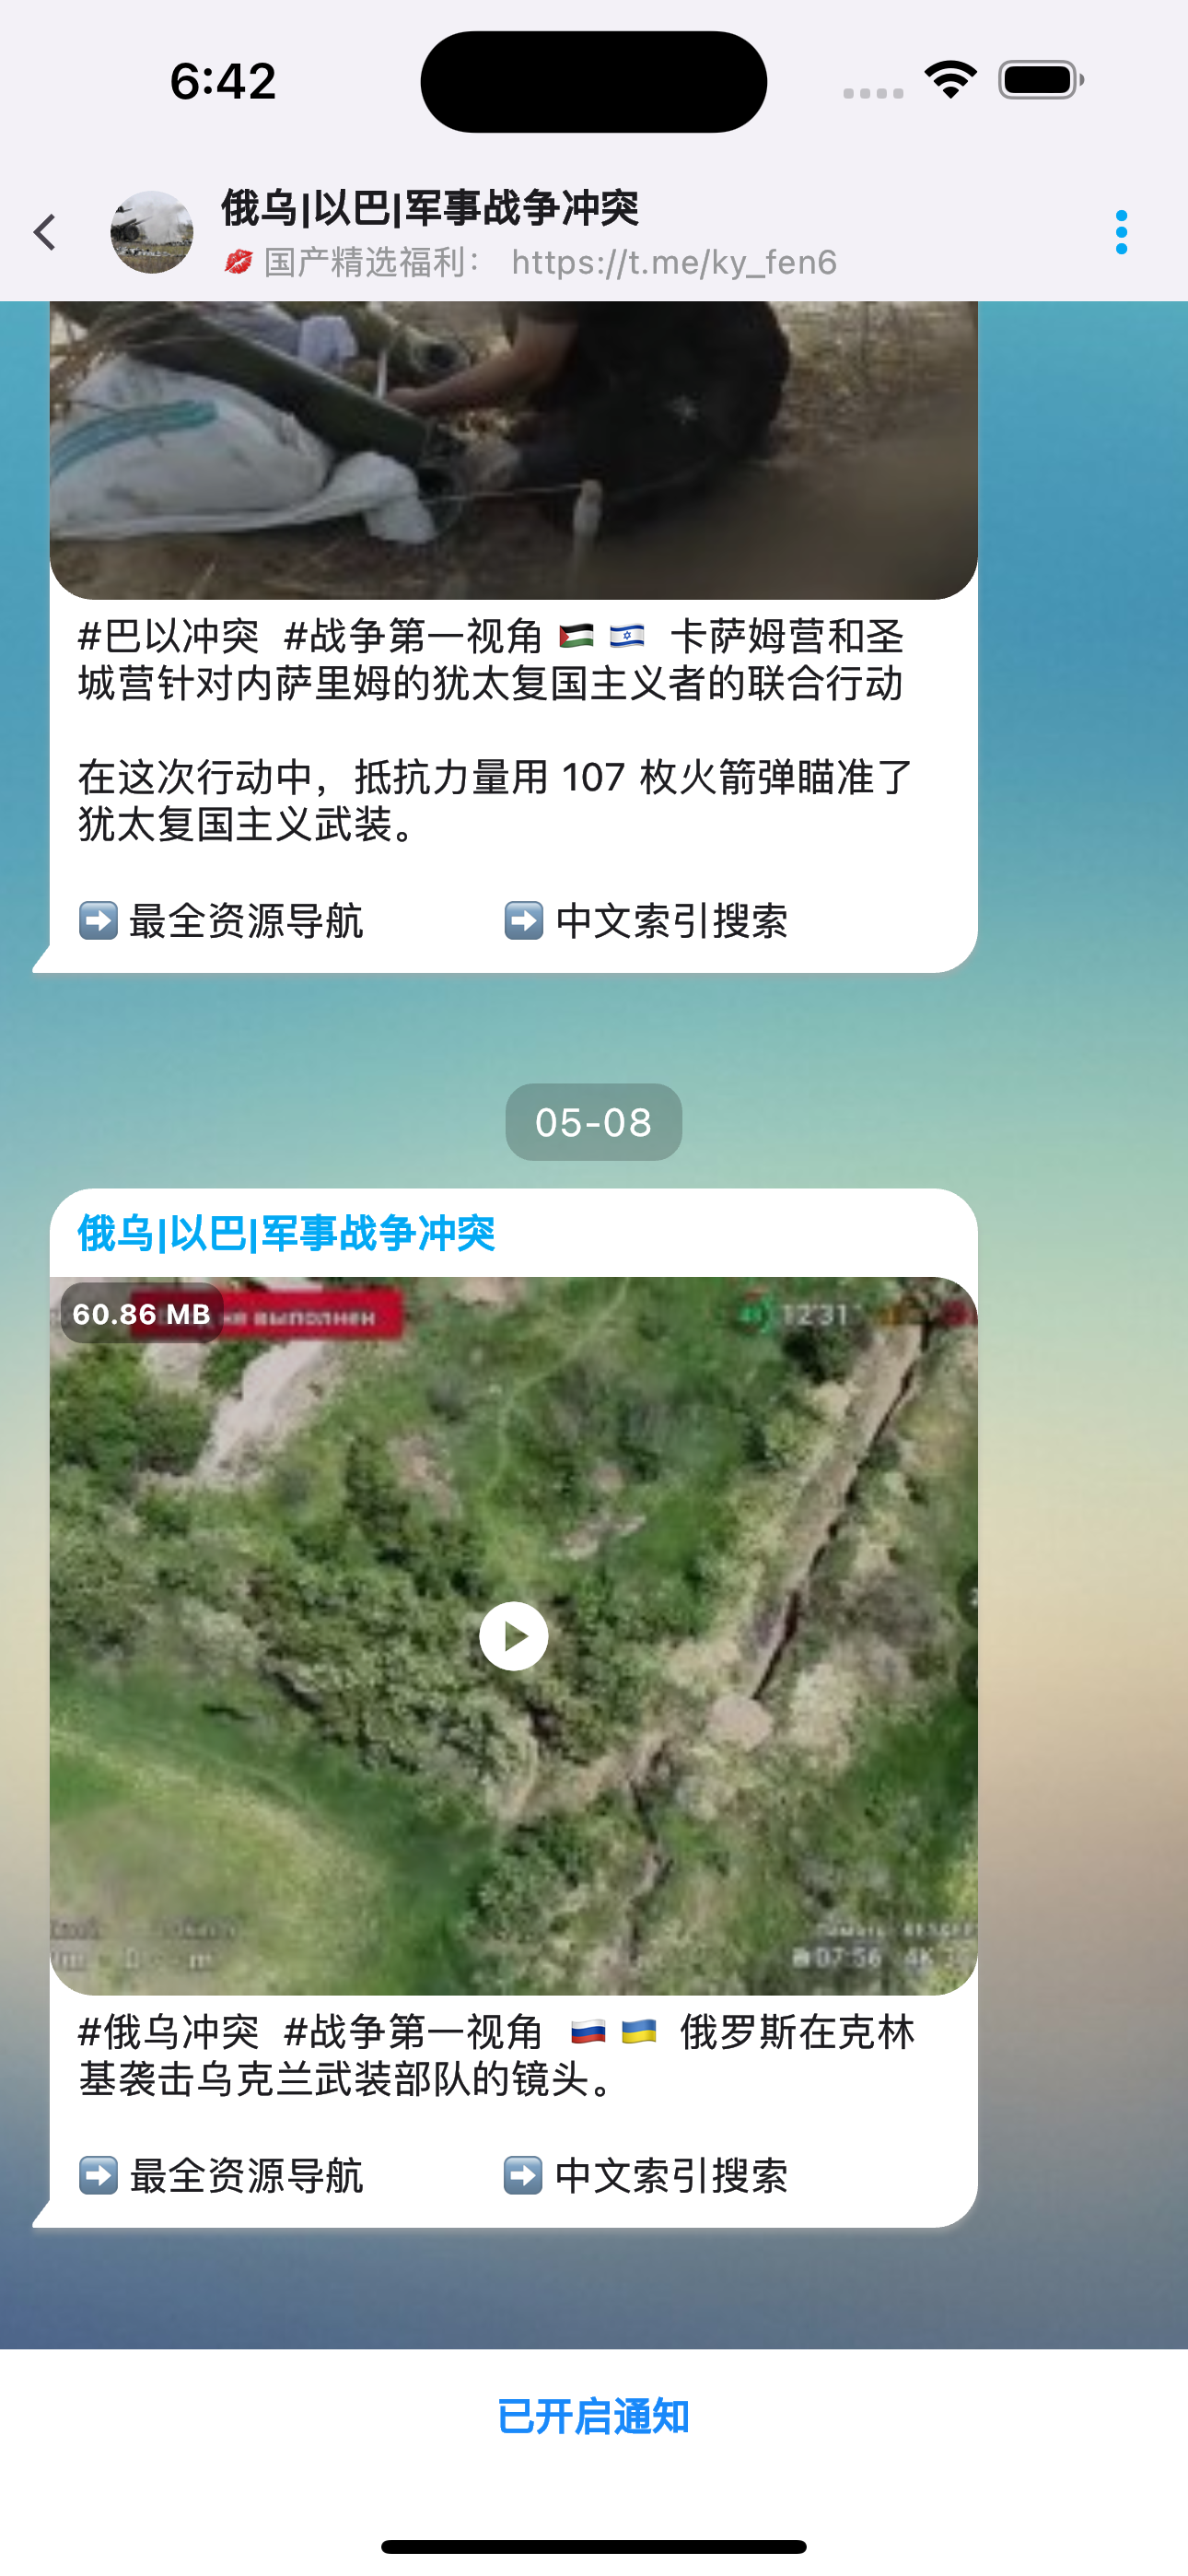 6:42
俄乌|以巴|军事战争冲突
💋 国产精选福利： https://t.me/ky_fen6
#巴以冲突 #战争第一视角 🇵🇸 🇮🇱 卡萨姆营和圣
城营针对内萨里姆的犹太复国主义者的联合行动
在这次行动中，抵抗力量用 107 枚火箭弹瞄准了
犹太复国主义武装。
➡️ 最全资源导航 ➡️ 中文索引搜索
05-08
俄乌|以巴|军事战争冲突
60.86 MB
выполнен
12:31
07:56 4K
#俄乌冲突 #战争第一视角 🇷🇺 🇺🇦 俄罗斯在克林
基袭击乌克兰武装部队的镜头。
➡️ 最全资源导航 ➡️ 中文索引搜索
已开启通知